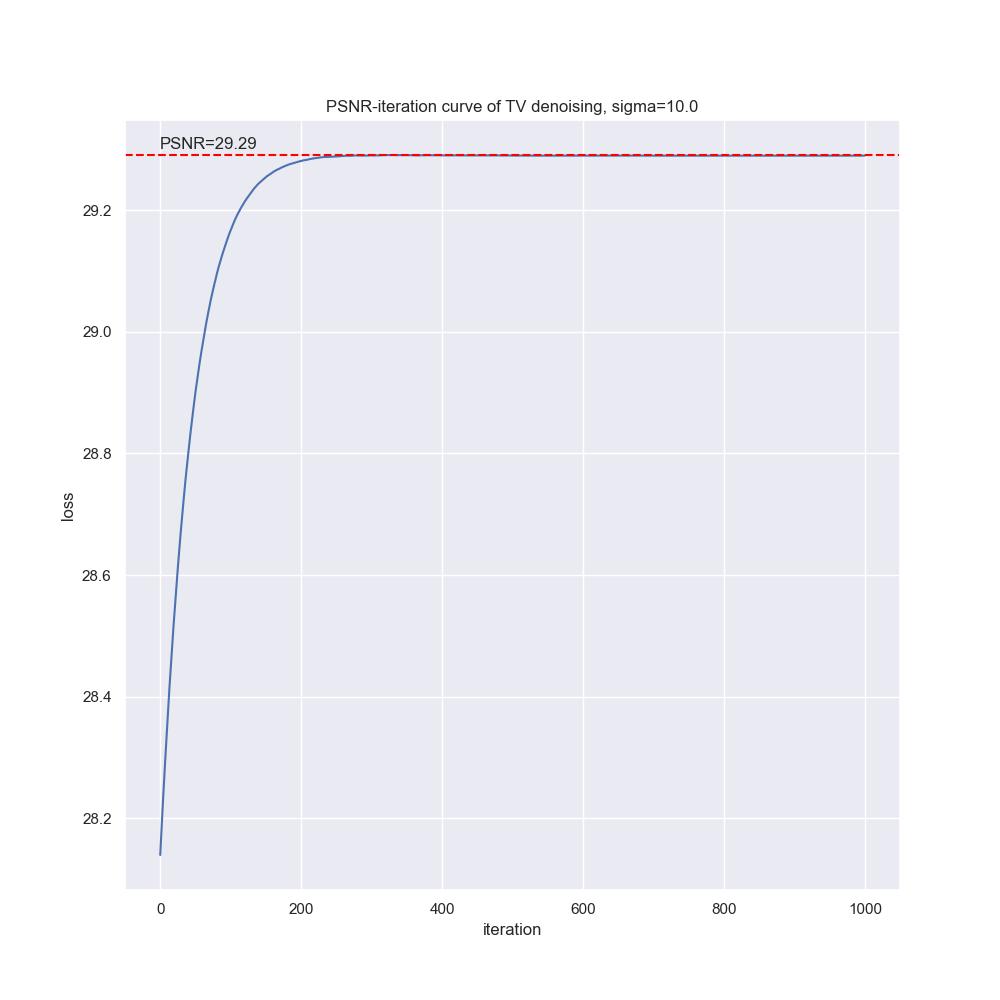 PSNR-iteration curve of TV denoising, sigma=10.0
PSNR=29.29
29.2
29.0
28.8
loss
28.6
28.4
28.2
0 200 400 600 800 1000
iteration